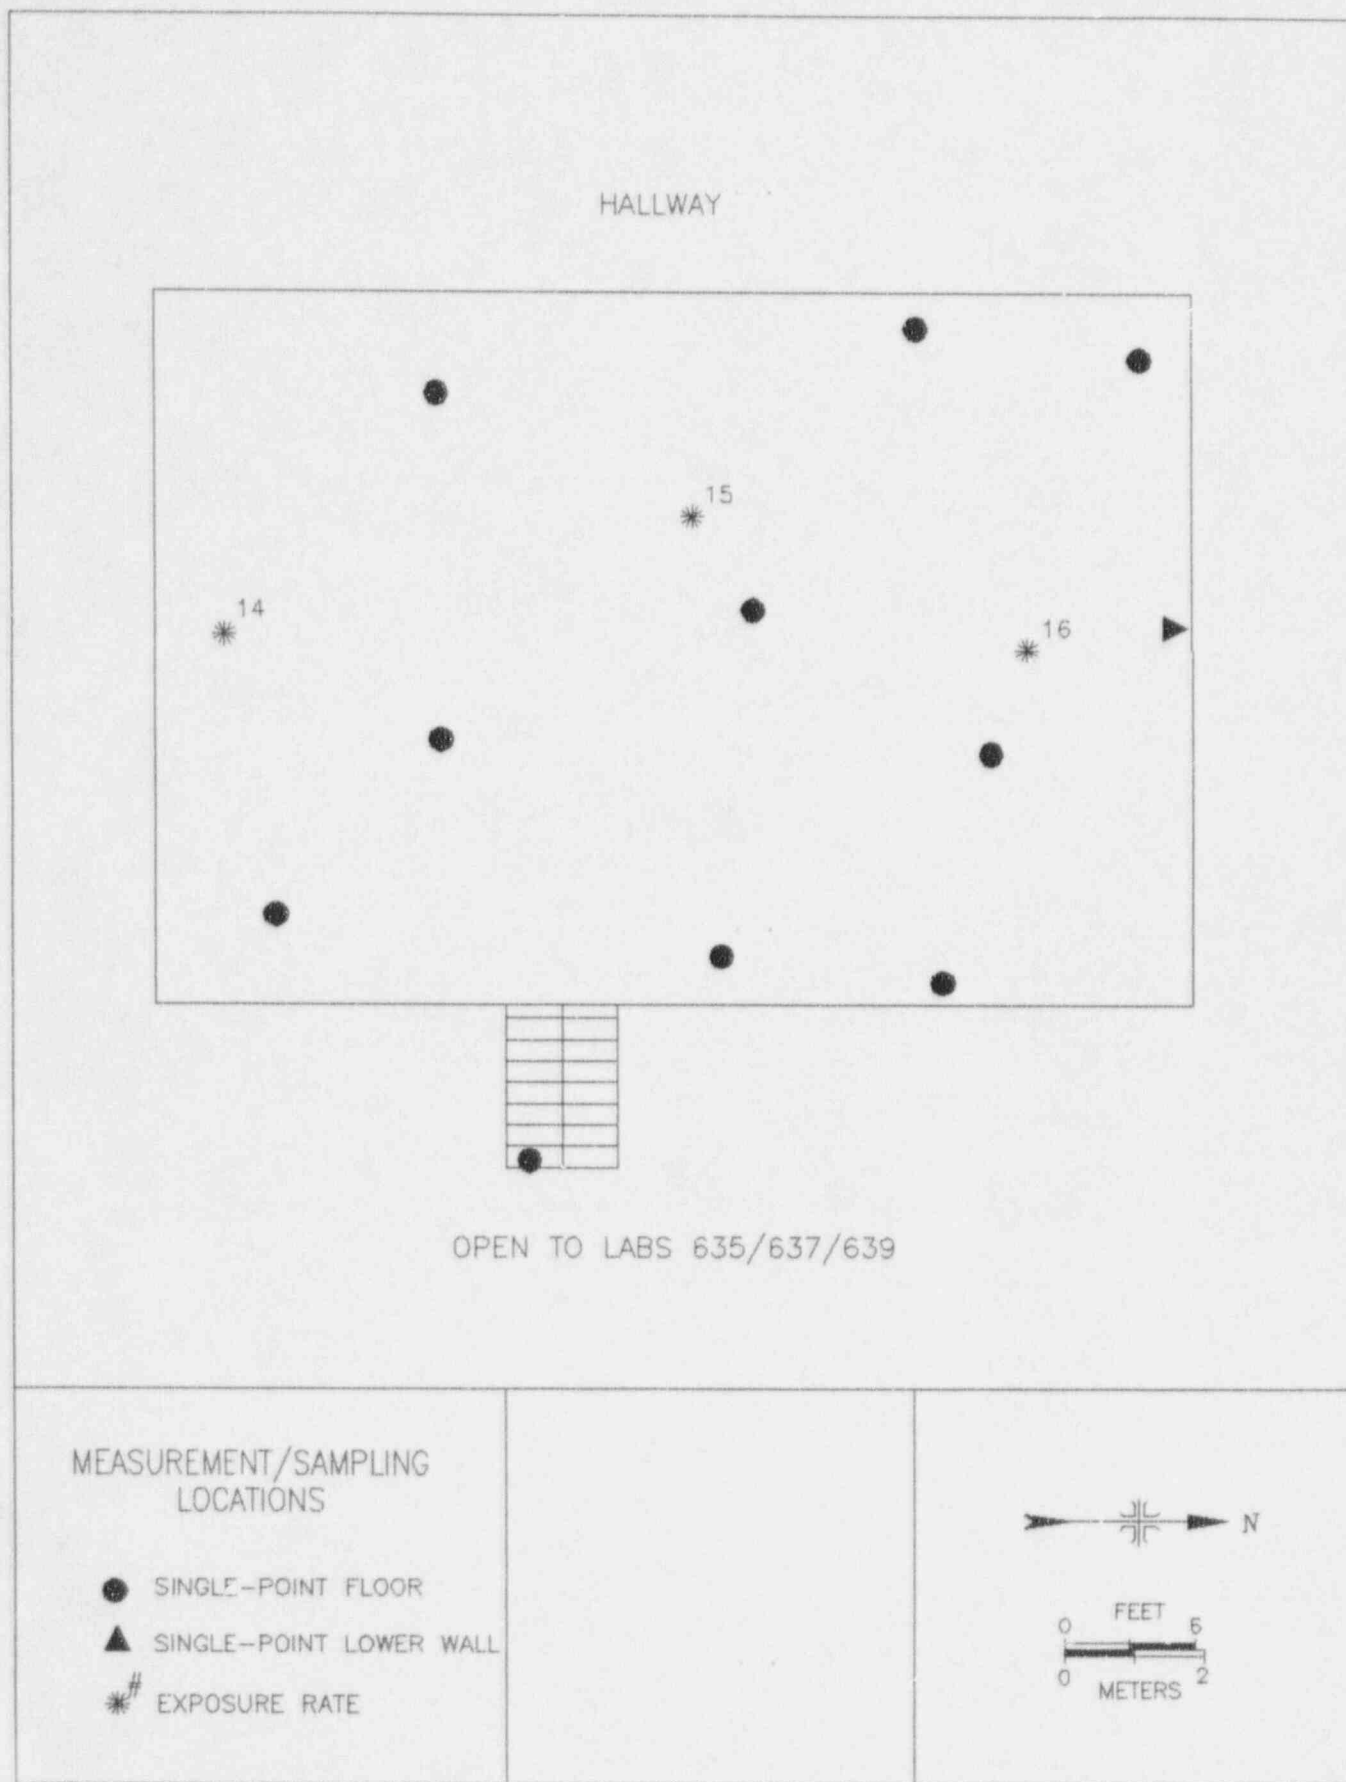 HALLWAY
15
14
16
OPEN TO LABS 635/637/639
MEASUREMENT/SAMPLING
LOCATIONS
SINGLE-POINT FLOOR
SINGLE-POINT LOWER WALL
# EXPOSURE RATE
N
FEET
0 6
0 2
METERS